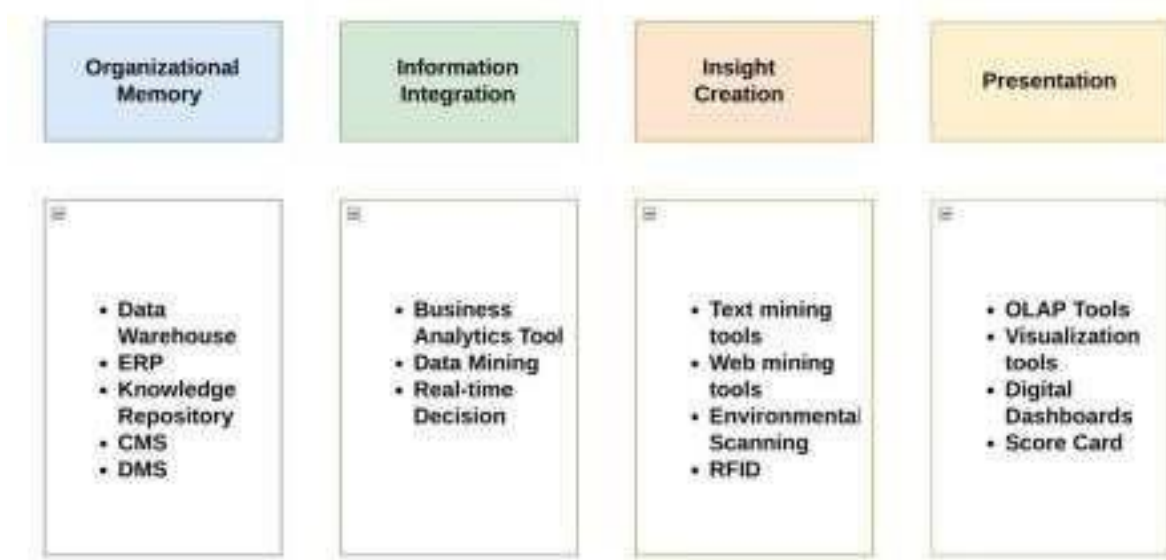 Organizational
Memory
Information
Integration
Insight
Creation
Presentation
• Data
Warehouse
• ERP
• Knowledge
Repository
• CMS
• DMS
• Business
Analytics Tool
• Data Mining
• Real-time
Decision
• Text mining
tools
• Web mining
tools
• Environmental
Scanning
• RFID
• OLAP Tools
• Visualization
tools
• Digital
Dashboards
• Score Card